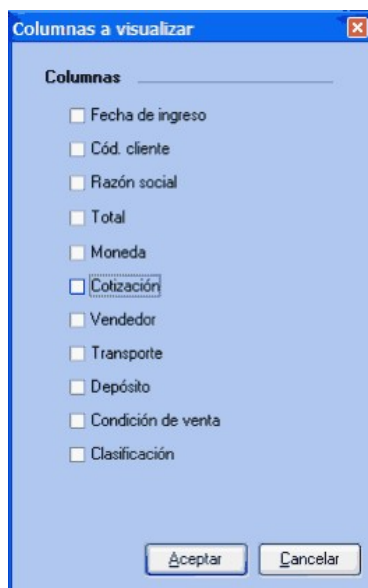 Columnas a visualizar
Columnas
Fecha de ingreso
Cód. cliente
Razón social
Total
Moneda
Cotización
Vendedor
Transporte
Depósito
Condición de venta
Clasificación
Aceptar
Cancelar